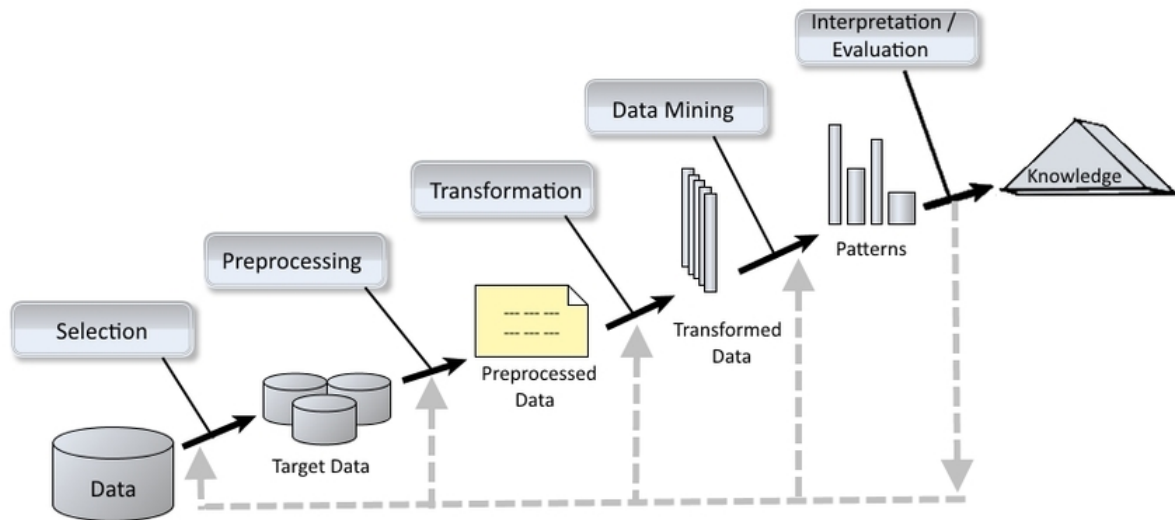 Interpretation /
Evaluation
Data Mining
Transformation
Preprocessing
Selection
Knowledge
Patterns
Transformed
Data
--- --- ---
--- --- ---
Preprocessed
Data
Target Data
Data